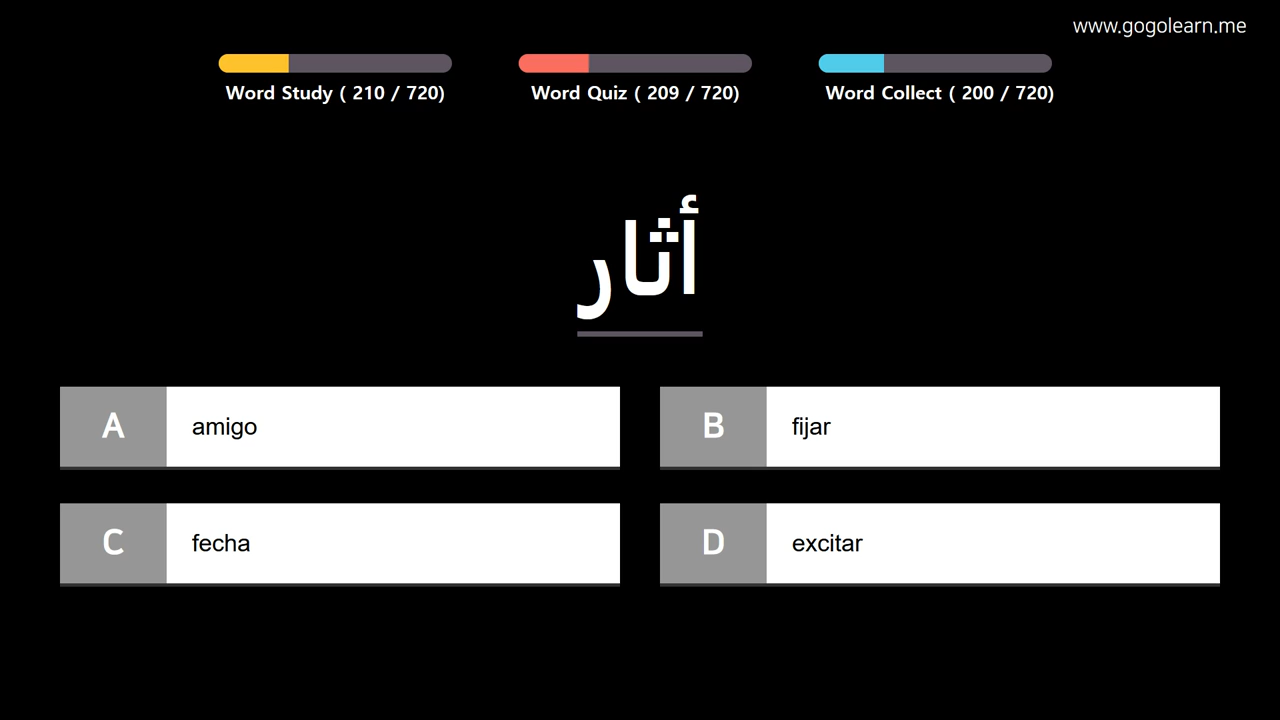 www.gogolearn.me
Word Study ( 210 / 720)
Word Quiz ( 209 / 720)
Word Collect ( 200 / 720)
أثار
A amigo
B fijar
C fecha
D excitar